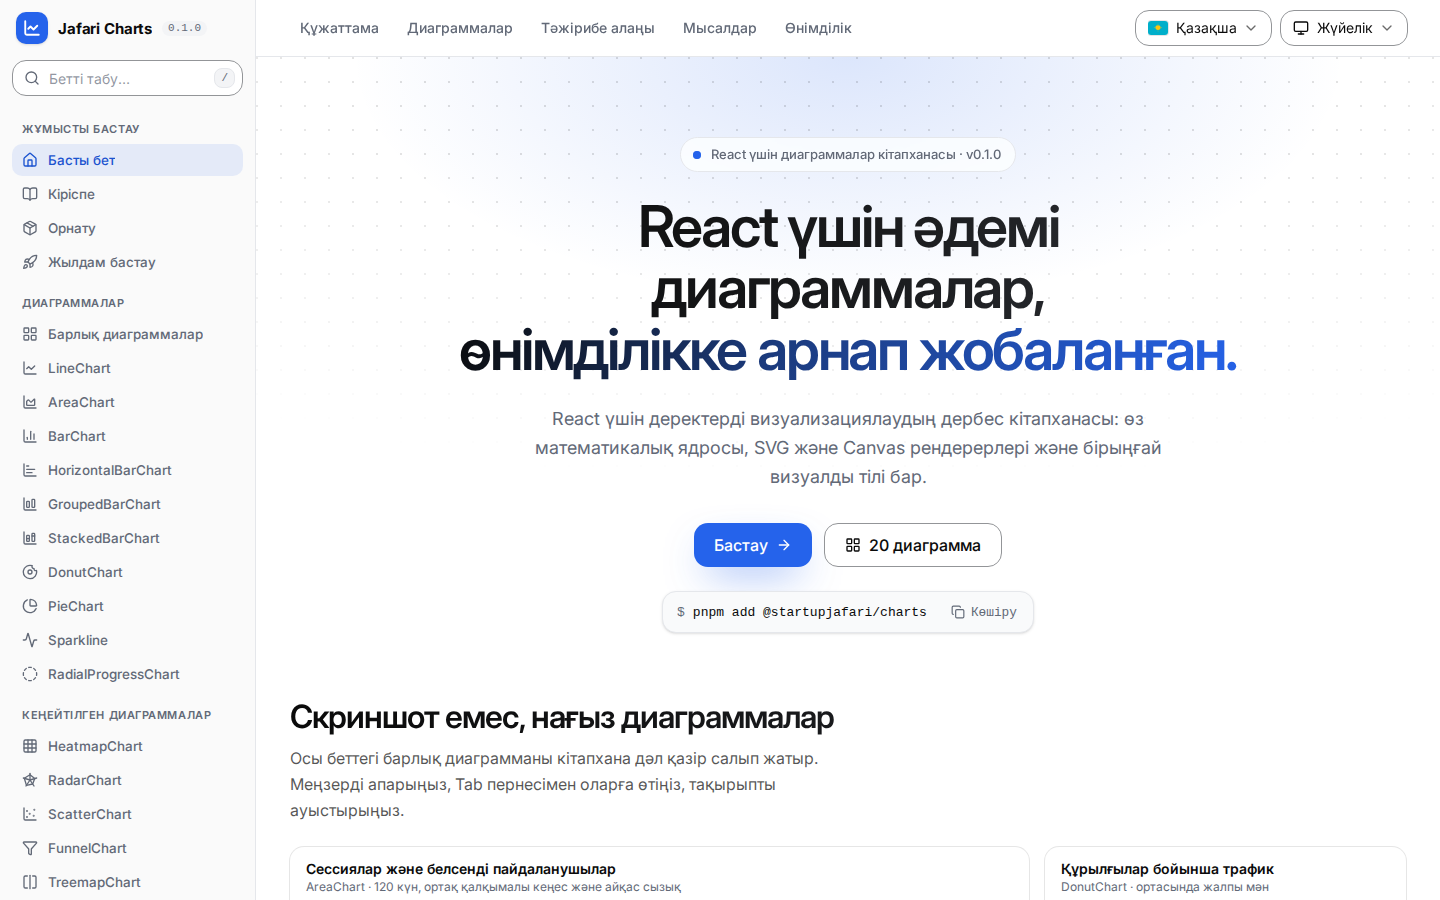 Jafari Charts 0.1.0
Бетті табу... /
ЖҰМЫСТЫ БАСТАУ
Басты бет
Кіріспе
Орнату
Жылдам бастау
ДИАГРАММАЛАР
Барлық диаграммалар
LineChart
AreaChart
BarChart
HorizontalBarChart
GroupedBarChart
StackedBarChart
DonutChart
PieChart
Sparkline
RadialProgressChart
КЕҢЕЙТІЛГЕН ДИАГРАММАЛАР
HeatmapChart
RadarChart
ScatterChart
FunnelChart
TreemapChart
Құжаттама Диаграммалар Тәжірибе алаңы Мысалдар Өнімділік Қазақша Жүйелік
React үшін диаграммалар кітапханасы · v0.1.0
React үшін әдемі
диаграммалар,
өнімділікке арнап жобаланған.
React үшін деректерді визуализациялаудың дербес кітапханасы: өз
математикалық ядросы, SVG және Canvas рендерерлері және бірыңғай
визуалды тілі бар.
Бастау → 20 диаграмма
$ pnpm add @startupjafari/charts Көшіру
Скриншот емес, нағыз диаграммалар
Осы беттегі барлық диаграмманы кітапхана дәл қазір салып жатыр.
Меңзерді апарыңыз, Tab пернесімен оларға өтіңіз, тақырыпты
ауыстырыңыз.
Сессиялар және белсенді пайдаланушылар
AreaChart · 120 күн, ортақ қалқымалы кеңес және айқас сызық
Құрылғылар бойынша трафик
DonutChart · ортасында жалпы мән